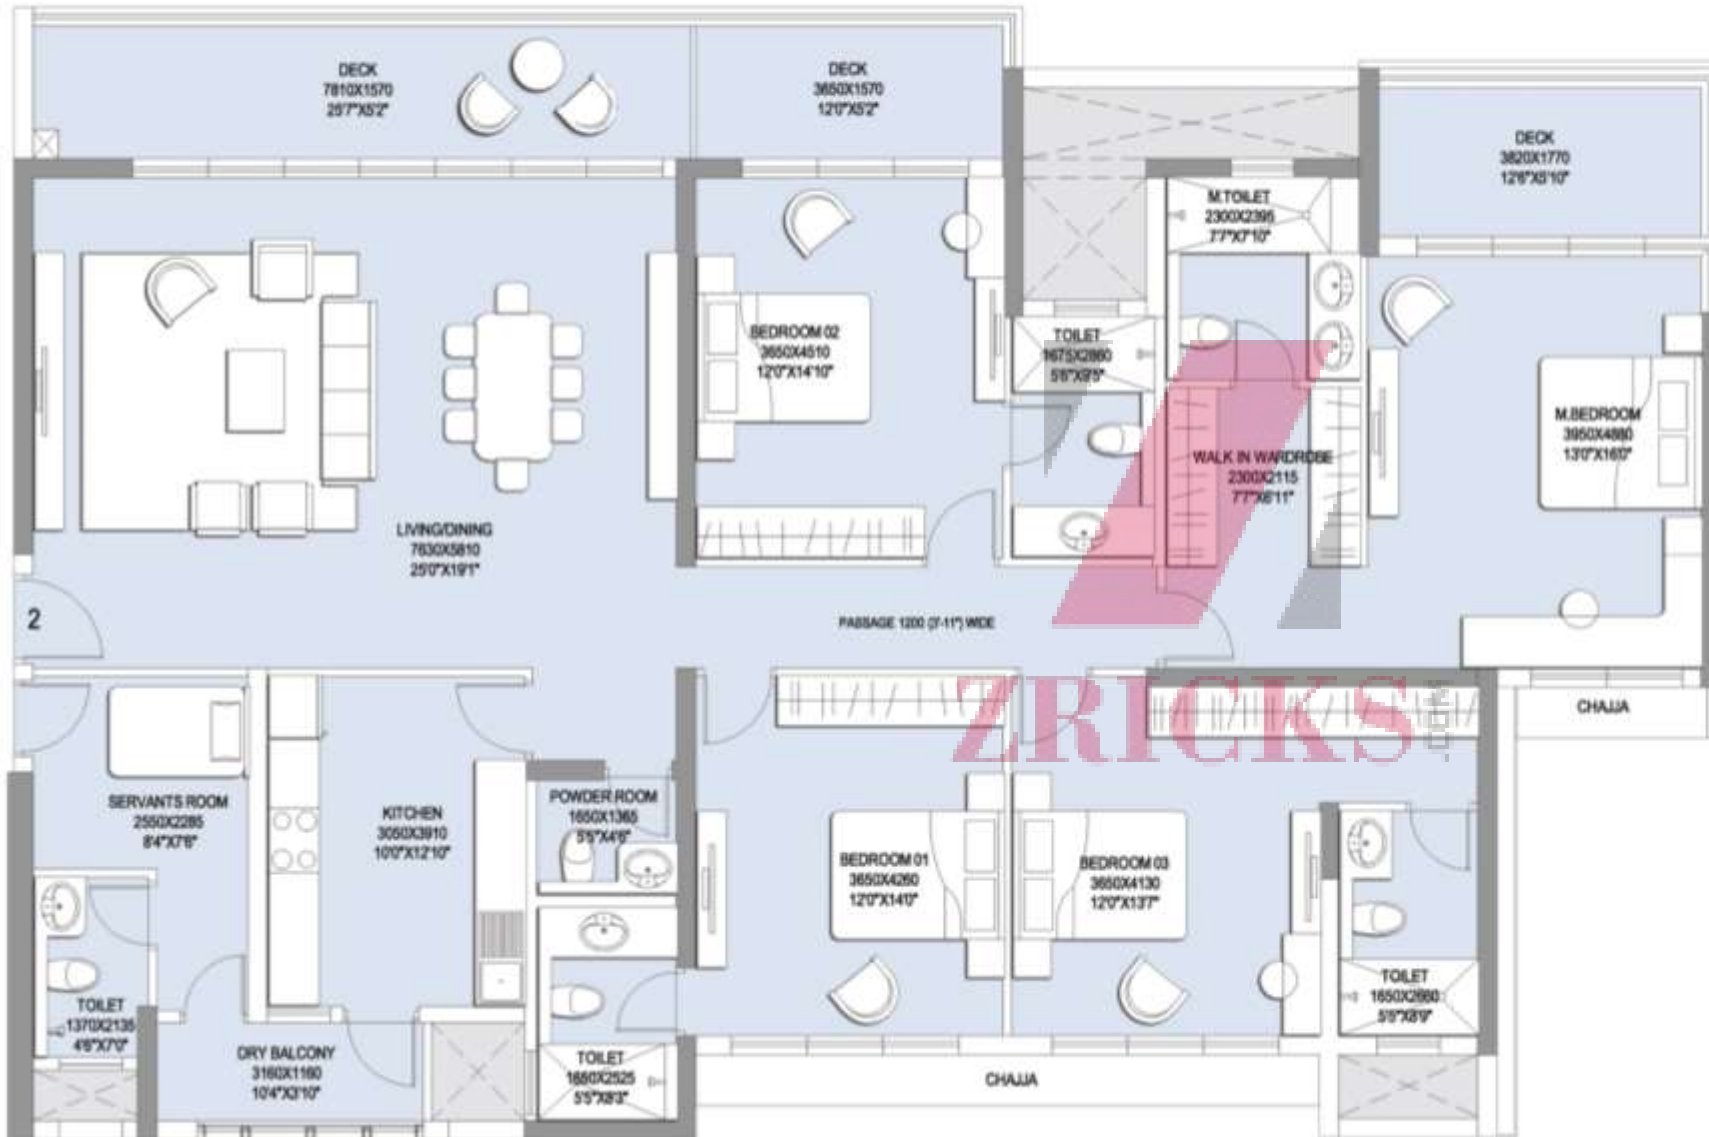 DECK
7810X1570
25'7"X5'2"
DECK
3650X1570
12'0"X5'2"
DECK
3820X1770
12'6"X5'10"
M.TOILET
2300X2395
7'7"X7'10"
BEDROOM 02
3650X4510
12'0"X14'10"
TOILET
1675X2860
5'6"X9'5"
M.BEDROOM
3950X4880
13'0"X16'0"
WALK IN WARDROBE
2300X2115
7'7"X6'11"
LIVING/DINING
7630X5810
25'0"X19'1"
2
PASSAGE 1200 (3'-11") WIDE
ZRICKS
DOT
CHAJJA
SERVANTS ROOM
2550X2285
8'4"X7'6"
KITCHEN
3050X3910
10'0"X12'10"
POWDER ROOM
1650X1365
5'5"X4'6"
BEDROOM 01
3650X4260
12'0"X14'0"
BEDROOM 03
3650X4130
12'0"X13'7"
TOILET
1370X2135
4'6"X7'0"
TOILET
1650X2660
5'5"X8'9"
DRY BALCONY
3160X1160
10'4"X3'10"
TOILET
1650X2525
5'5"X8'3"
CHAJJA